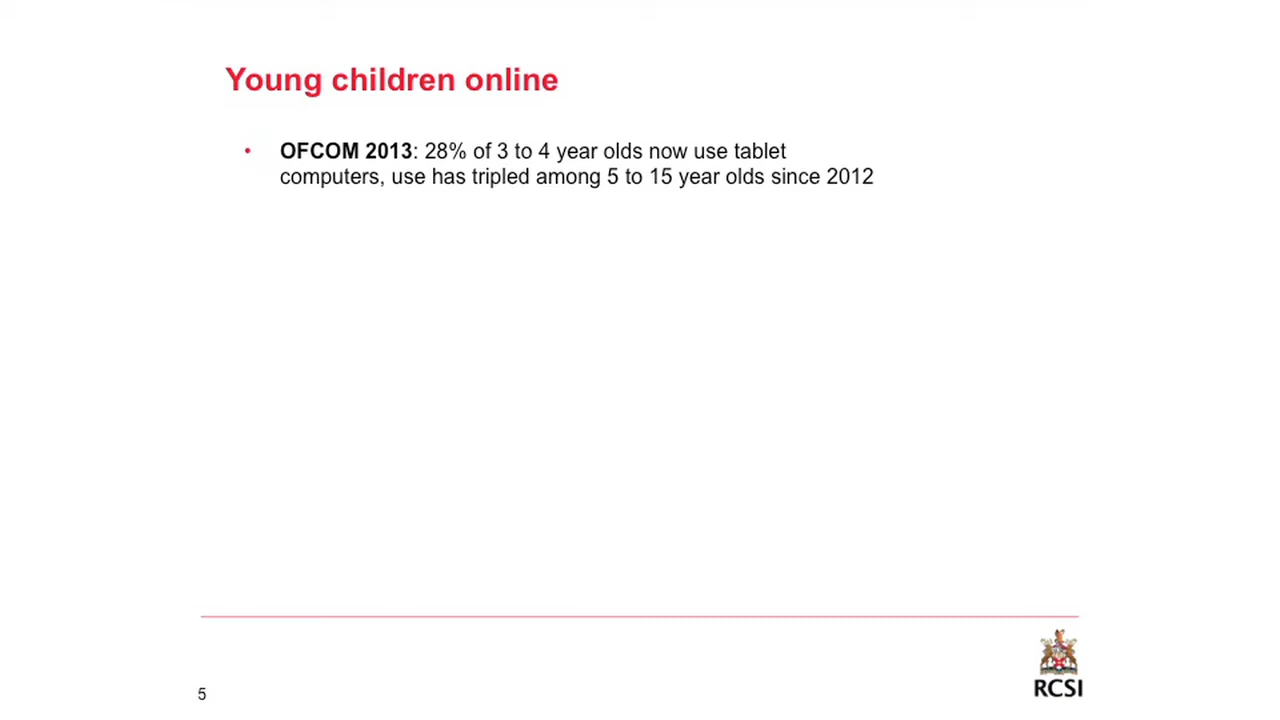 Young children online
• OFCOM 2013: 28% of 3 to 4 year olds now use tablet
computers, use has tripled among 5 to 15 year olds since 2012
RCSI
5